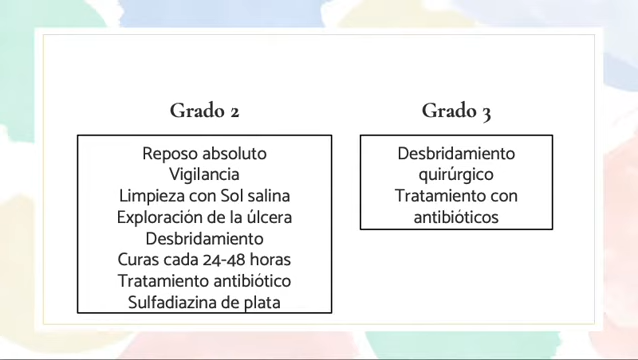 Grado 2
Reposo absoluto
Vigilancia
Limpieza con Sol salina
Exploración de la úlcera
Desbridamiento
Curas cada 24-48 horas
Tratamiento antibiótico
Sulfadiazina de plata
Grado 3
Desbridamiento
quirúrgico
Tratamiento con
antibióticos